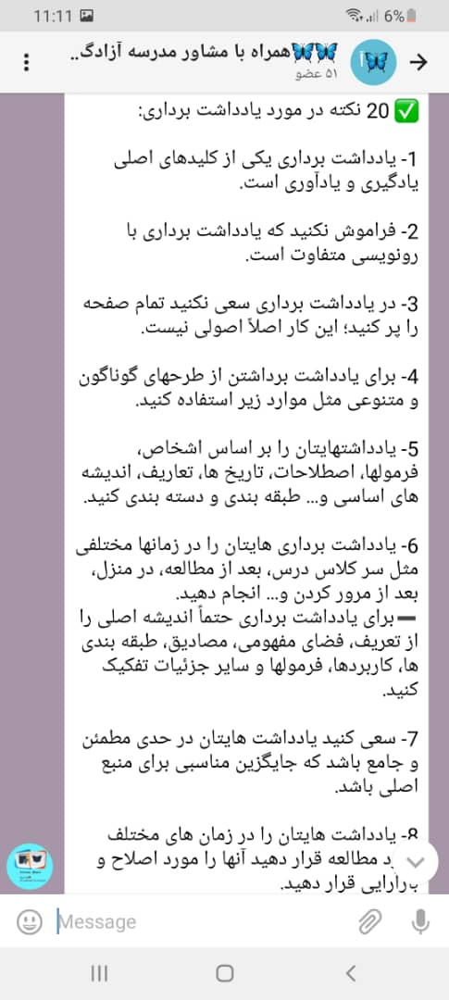 11:11
6%
🦋🦋همراه با مشاور مدرسه آزادگ..
۵۱ عضو
✅ 20 نکته در مورد یادداشت برداری:
1- یادداشت برداری یکی از کلیدهای اصلی
یادگیری و یادآوری است.
2- فراموش نکنید که یادداشت برداری با
رونویسی متفاوت است.
3- در یادداشت برداری سعی نکنید تمام صفحه
را پر کنید؛ این کار اصلاً اصولی نیست.
4- برای یادداشت برداشتن از طرحهای گوناگون
و متنوعی مثل موارد زیر استفاده کنید.
5- یادداشتهایتان را بر اساس اشخاص،
فرمولها، اصطلاحات، تاریخ ها، تعاریف، اندیشه
های اساسی و... طبقه بندی و دسته بندی کنید.
6- یادداشت برداری هایتان را در زمانها مختلفی
مثل سر کلاس درس، بعد از مطالعه، در منزل،
بعد از مرور کردن و... انجام دهید.
➖برای یادداشت برداری حتماً اندیشه اصلی را
از تعریف، فضای مفهومی، مصادیق، طبقه بندی
ها، کاربردها، فرمولها و سایر جزئیات تفکیک
کنید.
7- سعی کنید یادداشت هایتان در حدی مطمئن
و جامع باشد که جایگزین مناسبی برای منبع
اصلی باشد.
8- یادداشت هایتان را در زمان های مختلف
مطالعه قرار دهید آنها را مورد اصلاح و
قرار دهید.
Message